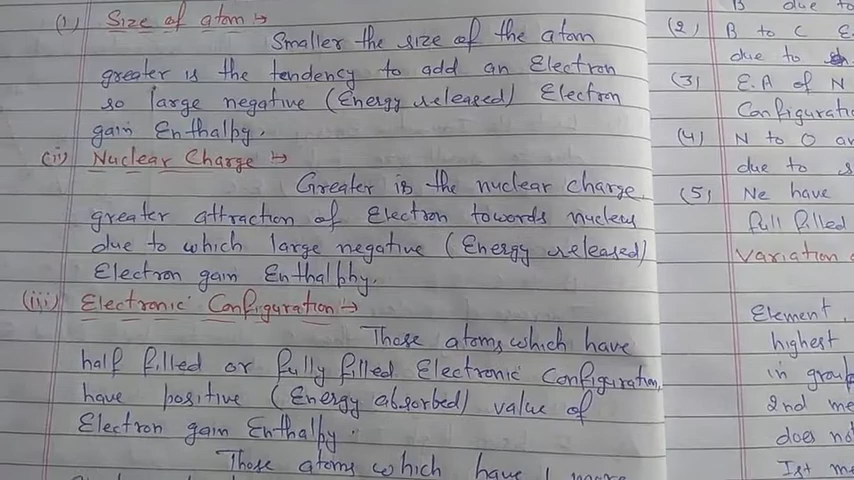 (i) Size of atom :->
Smaller the size of the atom
greater is the tendency to add an Electron
so large negative (Energy released) Electron
gain Enthalpy.
(ii) Nuclear Charge :->
Greater is the nuclear charge,
greater attraction of Electron towards nucleus
due to which large negative (Energy released)
Electron gain Enthalphy.
(iii) Electronic Configuration :->
Those atoms which have
half filled or fully filled Electronic Configuration,
have positive (Energy absorbed) value of
Electron gain Enthalpy.
Those atoms which have
B due to
(2) B to C E.
due to
(3) E.A of N
Configuratio
(4) N to O a
due to s
(5) Ne have
full filled
Variation
Element
highest
in group
2nd me
does no
Ist m